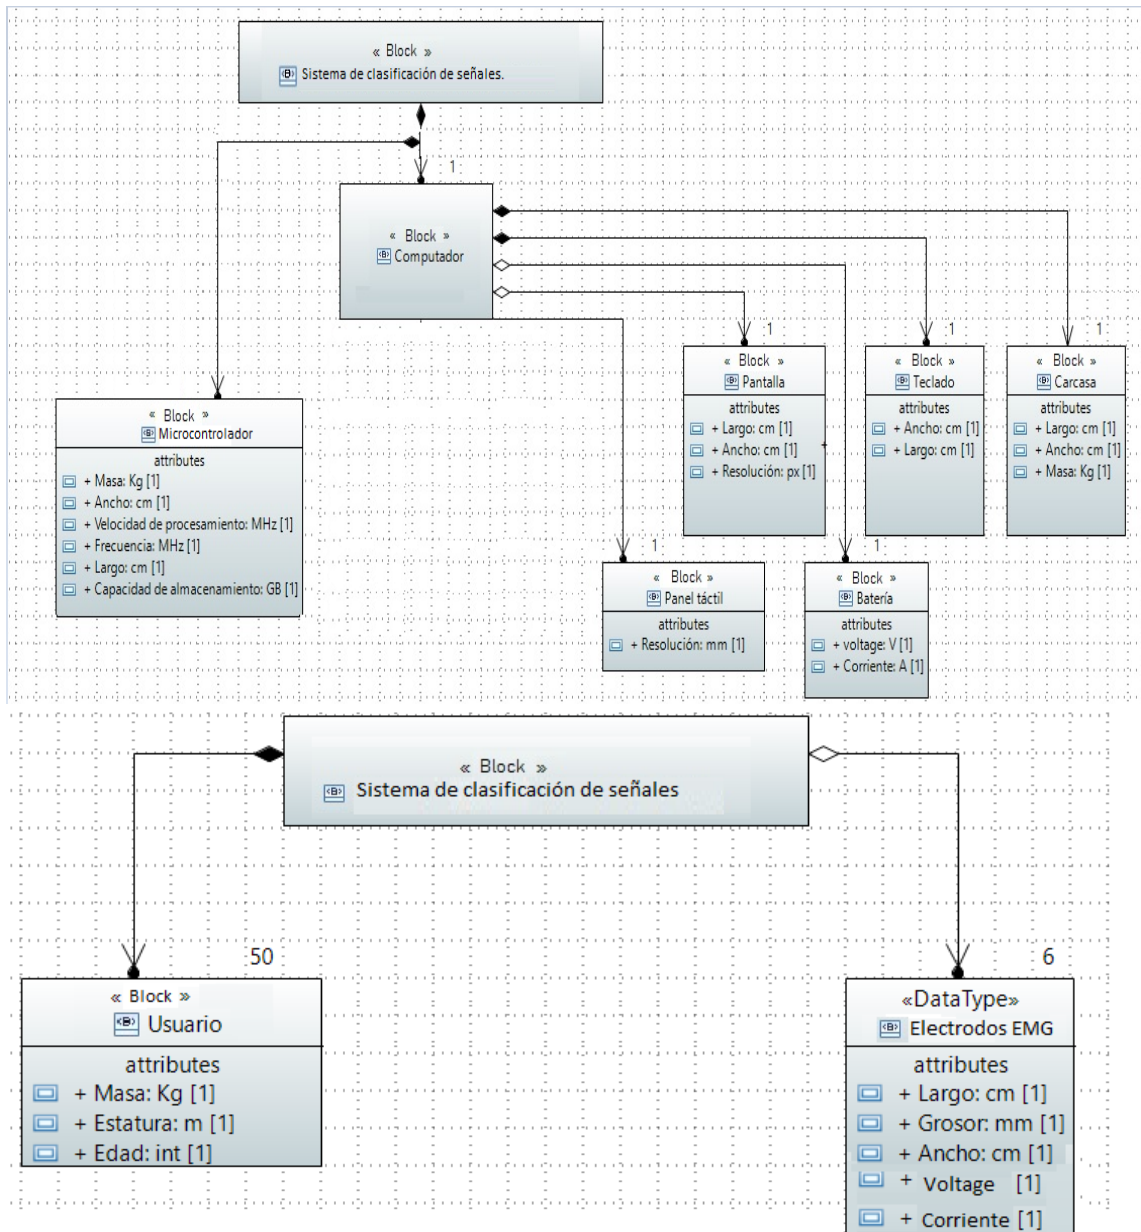 « Block »
Sistema de clasificación de señales.
1
« Block »
Computador
1
1
1
« Block »
Pantalla
attributes
+ Largo: cm [1]
+ Ancho: cm [1]
+ Resolución: px [1]
« Block »
Teclado
attributes
+ Ancho: cm [1]
+ Largo: cm [1]
« Block »
Carcasa
attributes
+ Largo: cm [1]
+ Ancho: cm [1]
+ Masa: Kg [1]
« Block »
Microcontrolador
attributes
+ Masa: Kg [1]
+ Ancho: cm [1]
+ Velocidad de procesamiento: MHz [1]
+ Frecuencia: MHz [1]
+ Largo: cm [1]
+ Capacidad de almacenamiento: GB [1]
1
1
« Block »
Panel táctil
attributes
+ Resolución: mm [1]
« Block »
Batería
attributes
+ voltage: V [1]
+ Corriente: A [1]
« Block »
Sistema de clasificación de señales
50
6
« Block »
Usuario
attributes
+ Masa: Kg [1]
+ Estatura: m [1]
+ Edad: int [1]
«DataType»
Electrodos EMG
attributes
+ Largo: cm [1]
+ Grosor: mm [1]
+ Ancho: cm [1]
+ Voltage [1]
+ Corriente [1]